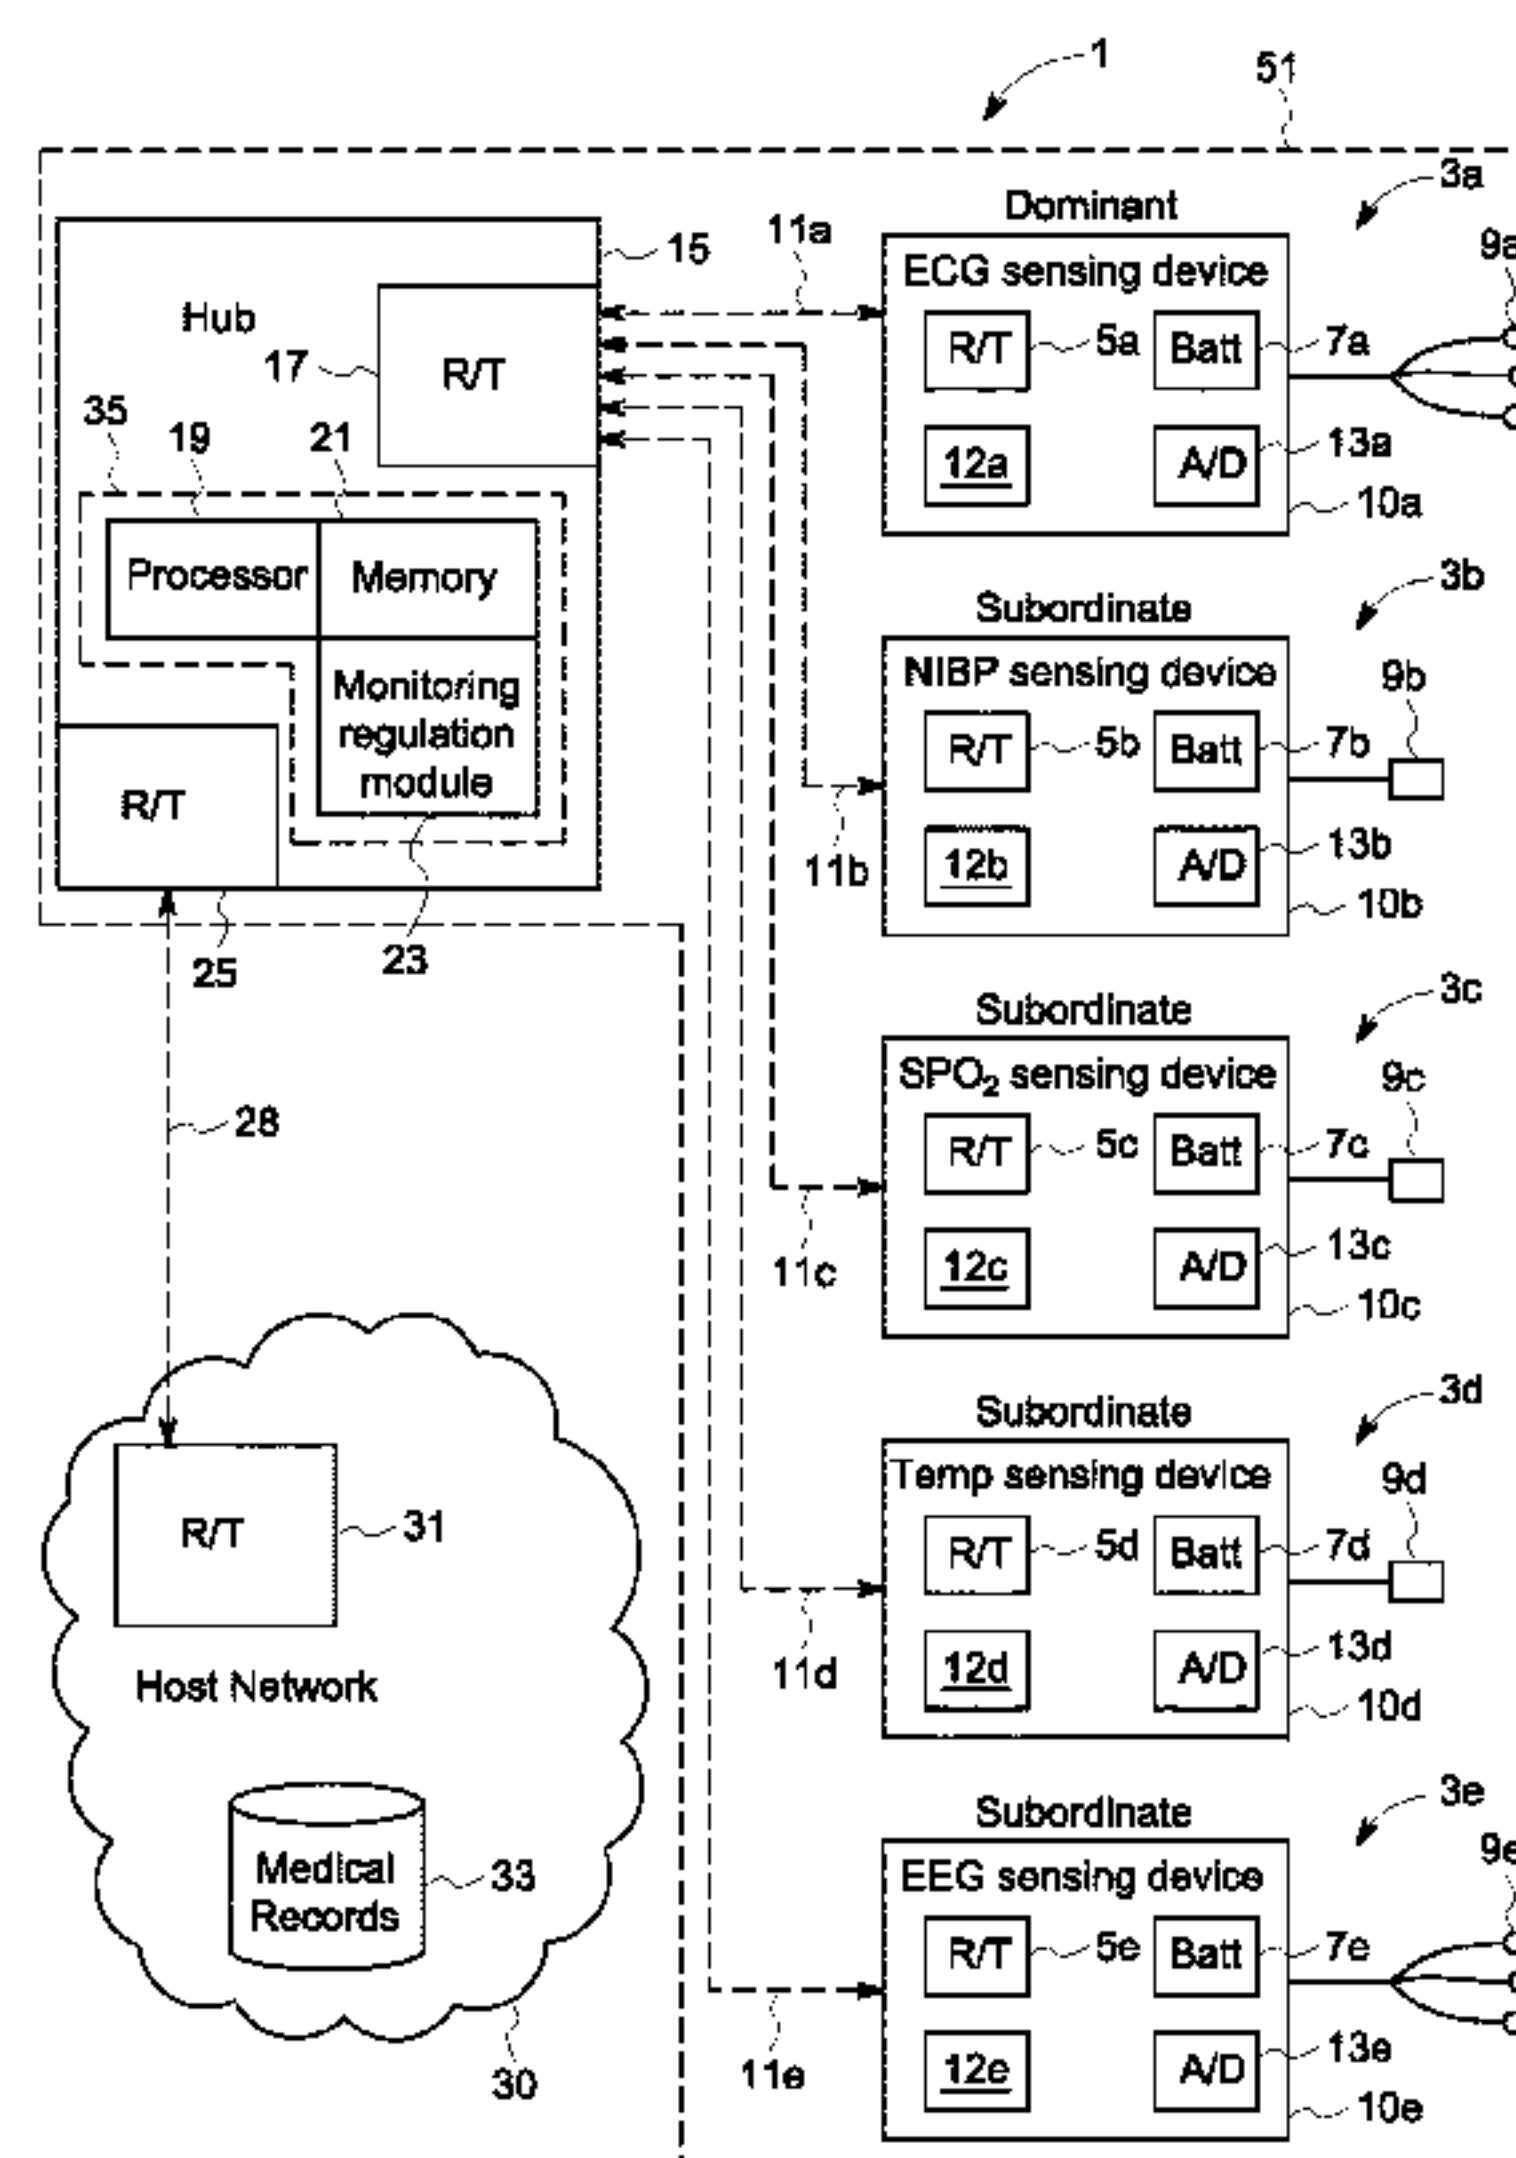 1
51
3a
Dominant
15
11a
9a
ECG sensing device
Hub
R/T
5a
Batt
7a
17
R/T
35
19
21
12a
A/D
13a
10a
Processor
Memory
3b
Subordinate
NIBP sensing device
9b
Monitoring
regulation
module
R/T
5b
Batt
7b
R/T
11b
12b
A/D
13b
10b
25
23
3c
Subordinate
SPO₂ sensing device
9c
28
R/T
5c
Batt
7c
11c
12c
A/D
13c
10c
3d
Subordinate
Temp sensing device
9d
R/T
31
R/T
5d
Batt
7d
11d
12d
A/D
13d
10d
Host Network
3e
Subordinate
EEG sensing device
9e
Medical
Records
33
R/T
5e
Batt
7e
30
11e
12e
A/D
13e
10e